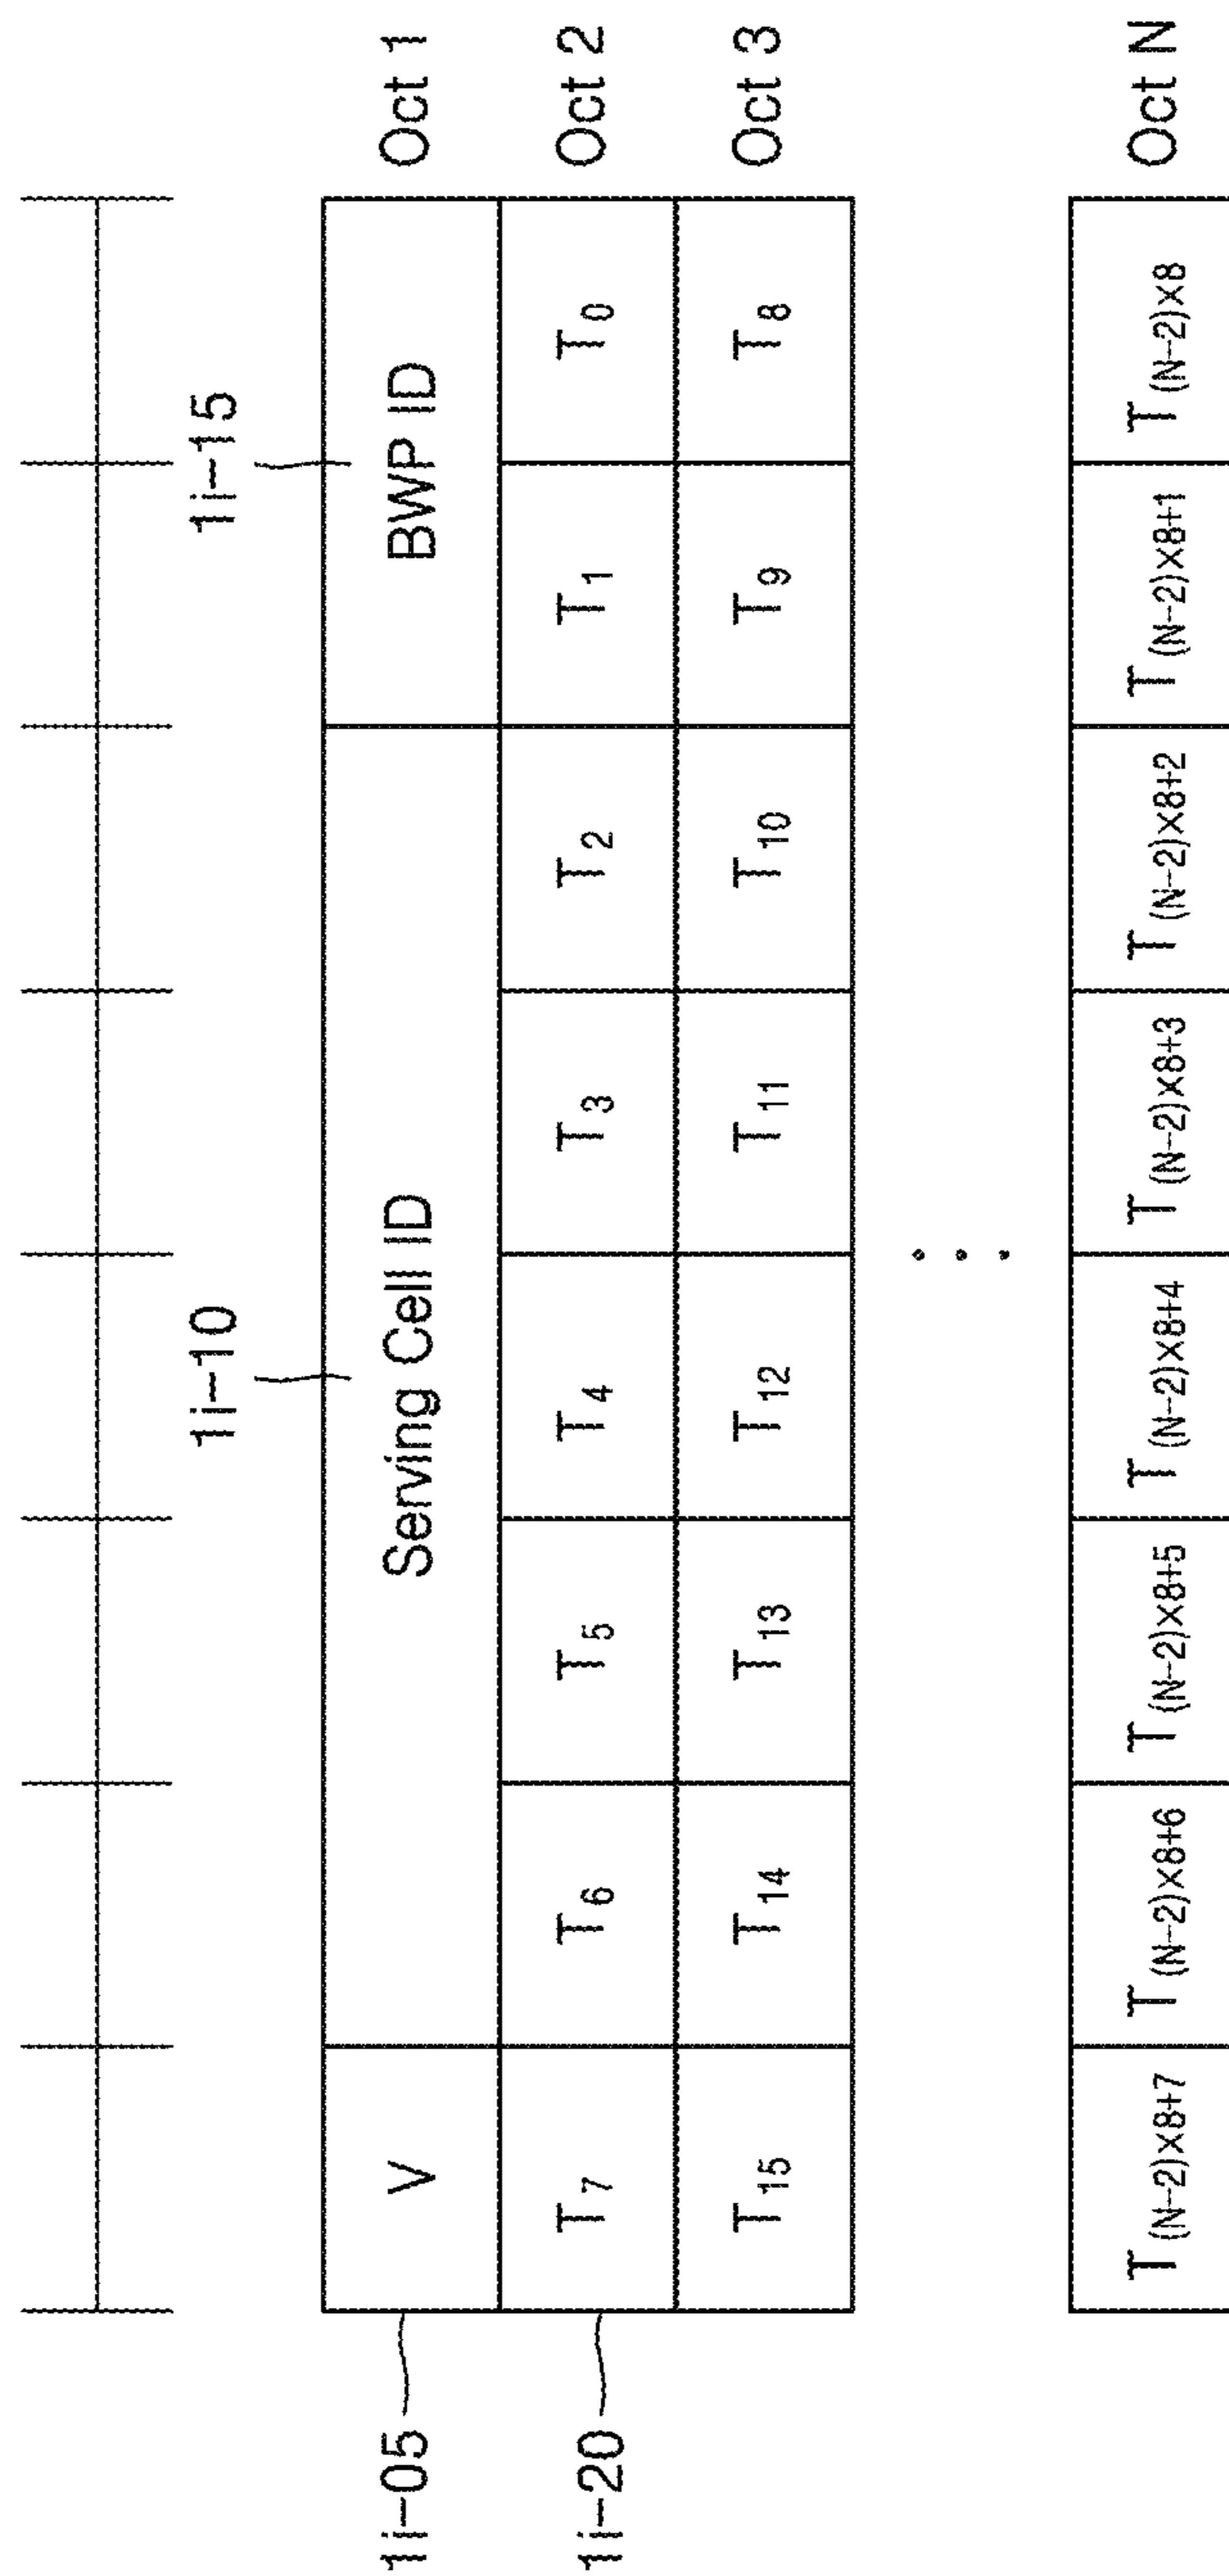 1i-10 1i-15
1i-05 V Serving Cell ID BWP ID Oct 1
1i-20 T7 T6 T5 T4 T3 T2 T1 T0 Oct 2
T15 T14 T13 T12 T11 T10 T9 T8 Oct 3
...
T(N-2)×8+7 T(N-2)×8+6 T(N-2)×8+5 T(N-2)×8+4 T(N-2)×8+3 T(N-2)×8+2 T(N-2)×8+1 T(N-2)×8 Oct N